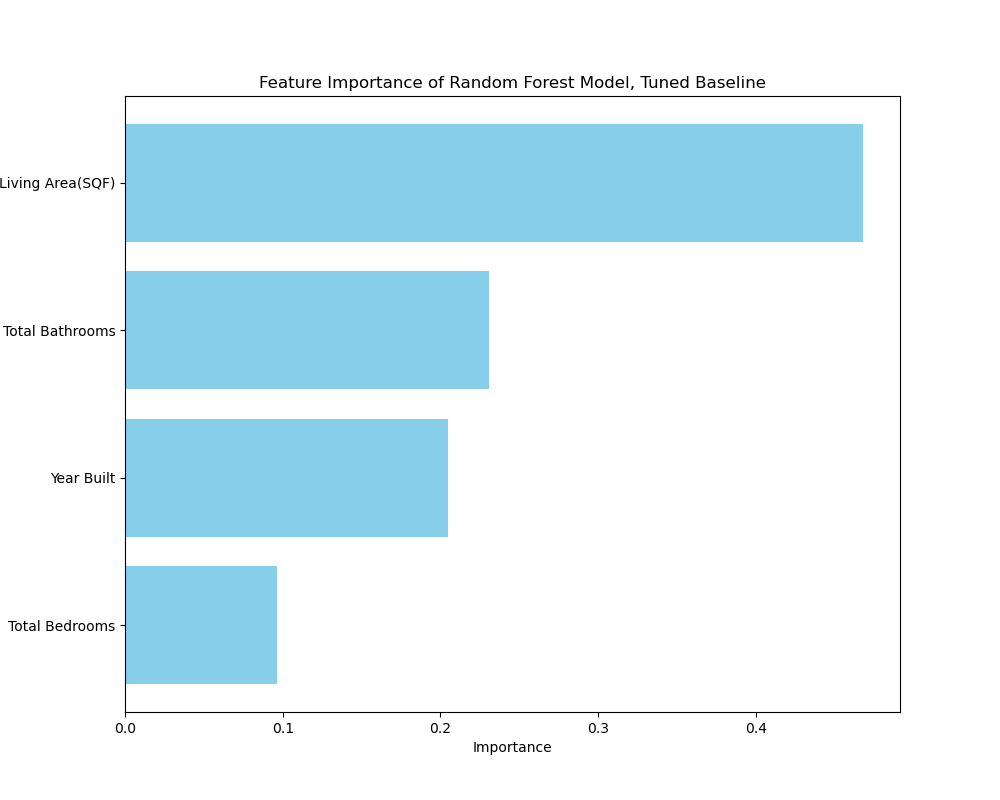 Feature Importance of Random Forest Model, Tuned Baseline
Living Area(SQF)
Total Bathrooms
Year Built
Total Bedrooms
0.0 0.1 0.2 0.3 0.4
Importance